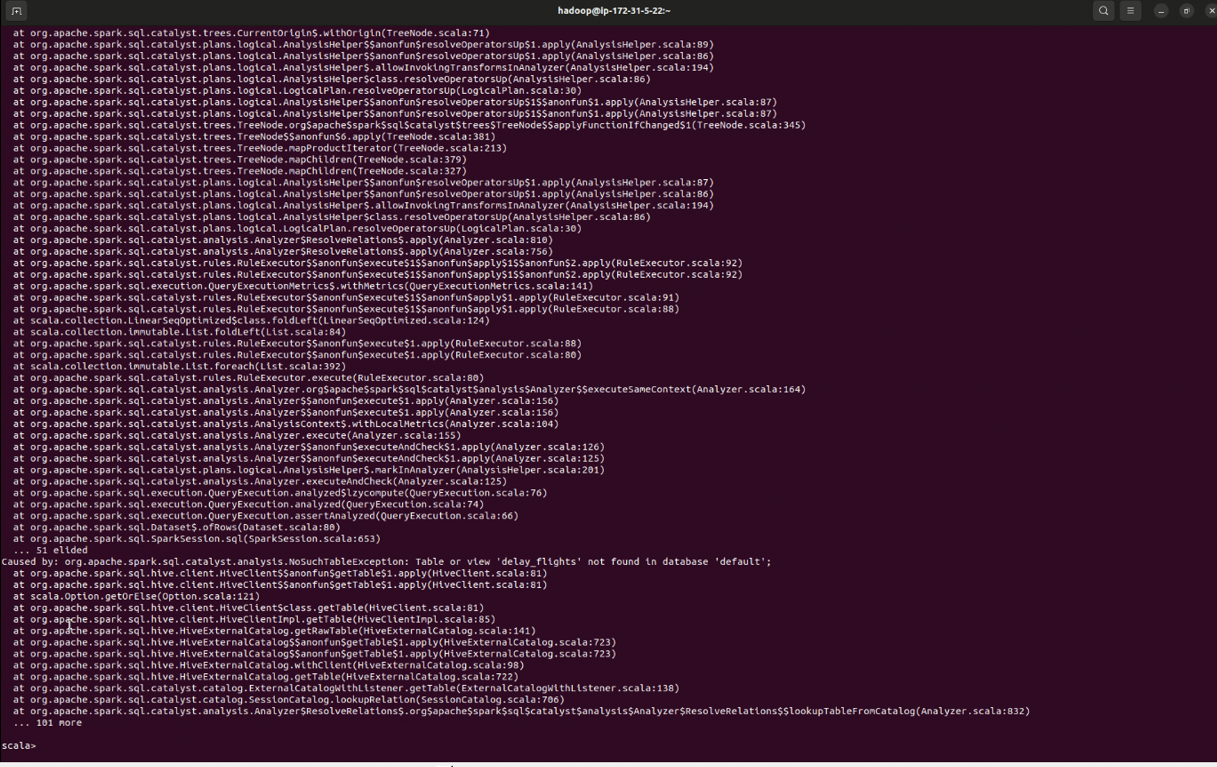 hadoop@ip-172-31-5-22:~
at org.apache.spark.sql.catalyst.trees.CurrentOrigin$.withOrigin(TreeNode.scala:71)
at org.apache.spark.sql.catalyst.plans.logical.AnalysisHelper$$anonfun$resolveOperatorsUp$1.apply(AnalysisHelper.scala:89)
at org.apache.spark.sql.catalyst.plans.logical.AnalysisHelper$$anonfun$resolveOperatorsUp$1.apply(AnalysisHelper.scala:86)
at org.apache.spark.sql.catalyst.plans.logical.AnalysisHelper$.allowInvokingTransformsInAnalyzer(AnalysisHelper.scala:194)
at org.apache.spark.sql.catalyst.plans.logical.AnalysisHelper$class.resolveOperatorsUp(AnalysisHelper.scala:86)
at org.apache.spark.sql.catalyst.plans.logical.LogicalPlan.resolveOperatorsUp(LogicalPlan.scala:30)
at org.apache.spark.sql.catalyst.plans.logical.AnalysisHelper$$anonfun$resolveOperatorsUp$1$$anonfun$1.apply(AnalysisHelper.scala:87)
at org.apache.spark.sql.catalyst.plans.logical.AnalysisHelper$$anonfun$resolveOperatorsUp$1$$anonfun$1.apply(AnalysisHelper.scala:87)
at org.apache.spark.sql.catalyst.trees.TreeNode.org$apache$spark$sql$catalyst$trees$TreeNode$$applyFunctionIfChanged$1(TreeNode.scala:345)
at org.apache.spark.sql.catalyst.trees.TreeNode$$anonfun$6.apply(TreeNode.scala:381)
at org.apache.spark.sql.catalyst.trees.TreeNode.mapProductIterator(TreeNode.scala:213)
at org.apache.spark.sql.catalyst.trees.TreeNode.mapChildren(TreeNode.scala:379)
at org.apache.spark.sql.catalyst.trees.TreeNode.mapChildren(TreeNode.scala:327)
at org.apache.spark.sql.catalyst.plans.logical.AnalysisHelper$$anonfun$resolveOperatorsUp$1.apply(AnalysisHelper.scala:87)
at org.apache.spark.sql.catalyst.plans.logical.AnalysisHelper$$anonfun$resolveOperatorsUp$1.apply(AnalysisHelper.scala:86)
at org.apache.spark.sql.catalyst.plans.logical.AnalysisHelper$.allowInvokingTransformsInAnalyzer(AnalysisHelper.scala:194)
at org.apache.spark.sql.catalyst.plans.logical.AnalysisHelper$class.resolveOperatorsUp(AnalysisHelper.scala:86)
at org.apache.spark.sql.catalyst.plans.logical.LogicalPlan.resolveOperatorsUp(LogicalPlan.scala:30)
at org.apache.spark.sql.catalyst.analysis.Analyzer$ResolveRelations$.apply(Analyzer.scala:810)
at org.apache.spark.sql.catalyst.analysis.Analyzer$ResolveRelations$.apply(Analyzer.scala:756)
at org.apache.spark.sql.catalyst.rules.RuleExecutor$$anonfun$execute$1$$anonfun$apply$1$$anonfun$2.apply(RuleExecutor.scala:92)
at org.apache.spark.sql.catalyst.rules.RuleExecutor$$anonfun$execute$1$$anonfun$apply$1$$anonfun$2.apply(RuleExecutor.scala:92)
at org.apache.spark.sql.execution.QueryExecutionMetrics$.withMetrics(QueryExecutionMetrics.scala:141)
at org.apache.spark.sql.catalyst.rules.RuleExecutor$$anonfun$execute$1$$anonfun$apply$1.apply(RuleExecutor.scala:91)
at org.apache.spark.sql.catalyst.rules.RuleExecutor$$anonfun$execute$1$$anonfun$apply$1.apply(RuleExecutor.scala:88)
at scala.collection.LinearSeqOptimized$class.foldLeft(LinearSeqOptimized.scala:124)
at scala.collection.immutable.List.foldLeft(List.scala:84)
at org.apache.spark.sql.catalyst.rules.RuleExecutor$$anonfun$execute$1.apply(RuleExecutor.scala:88)
at org.apache.spark.sql.catalyst.rules.RuleExecutor$$anonfun$execute$1.apply(RuleExecutor.scala:80)
at scala.collection.immutable.List.foreach(List.scala:392)
at org.apache.spark.sql.catalyst.rules.RuleExecutor.execute(RuleExecutor.scala:80)
at org.apache.spark.sql.catalyst.analysis.Analyzer.org$apache$spark$sql$catalyst$analysis$Analyzer$$executeSameContext(Analyzer.scala:164)
at org.apache.spark.sql.catalyst.analysis.Analyzer$$anonfun$execute$1.apply(Analyzer.scala:156)
at org.apache.spark.sql.catalyst.analysis.Analyzer$$anonfun$execute$1.apply(Analyzer.scala:156)
at org.apache.spark.sql.catalyst.analysis.AnalysisContext$.withLocalMetrics(Analyzer.scala:104)
at org.apache.spark.sql.catalyst.analysis.Analyzer.execute(Analyzer.scala:155)
at org.apache.spark.sql.catalyst.analysis.Analyzer$$anonfun$executeAndCheck$1.apply(Analyzer.scala:126)
at org.apache.spark.sql.catalyst.analysis.Analyzer$$anonfun$executeAndCheck$1.apply(Analyzer.scala:125)
at org.apache.spark.sql.catalyst.plans.logical.AnalysisHelper$.markInAnalyzer(AnalysisHelper.scala:201)
at org.apache.spark.sql.catalyst.analysis.Analyzer.executeAndCheck(Analyzer.scala:125)
at org.apache.spark.sql.execution.QueryExecution.analyzed$lzycompute(QueryExecution.scala:76)
at org.apache.spark.sql.execution.QueryExecution.analyzed(QueryExecution.scala:74)
at org.apache.spark.sql.execution.QueryExecution.assertAnalyzed(QueryExecution.scala:66)
at org.apache.spark.sql.Dataset$.ofRows(Dataset.scala:80)
at org.apache.spark.sql.SparkSession.sql(SparkSession.scala:653)
... 51 elided
Caused by: org.apache.spark.sql.catalyst.analysis.NoSuchTableException: Table or view 'delay_flights' not found in database 'default';
at org.apache.spark.sql.hive.client.HiveClient$$anonfun$getTable$1.apply(HiveClient.scala:81)
at org.apache.spark.sql.hive.client.HiveClient$$anonfun$getTable$1.apply(HiveClient.scala:81)
at scala.Option.getOrElse(Option.scala:121)
at org.apache.spark.sql.hive.client.HiveClient$class.getTable(HiveClient.scala:81)
at org.apache.spark.sql.hive.client.HiveClientImpl.getTable(HiveClientImpl.scala:85)
at org.apache.spark.sql.hive.HiveExternalCatalog.getRawTable(HiveExternalCatalog.scala:141)
at org.apache.spark.sql.hive.HiveExternalCatalog$$anonfun$getTable$1.apply(HiveExternalCatalog.scala:723)
at org.apache.spark.sql.hive.HiveExternalCatalog$$anonfun$getTable$1.apply(HiveExternalCatalog.scala:723)
at org.apache.spark.sql.hive.HiveExternalCatalog.withClient(HiveExternalCatalog.scala:98)
at org.apache.spark.sql.hive.HiveExternalCatalog.getTable(HiveExternalCatalog.scala:722)
at org.apache.spark.sql.catalyst.catalog.ExternalCatalogWithListener.getTable(ExternalCatalogWithListener.scala:138)
at org.apache.spark.sql.catalyst.catalog.SessionCatalog.lookupRelation(SessionCatalog.scala:706)
at org.apache.spark.sql.catalyst.analysis.Analyzer$ResolveRelations$.org$apache$spark$sql$catalyst$analysis$Analyzer$ResolveRelations$$lookupTableFromCatalog(Analyzer.scala:832)
... 101 more
scala>